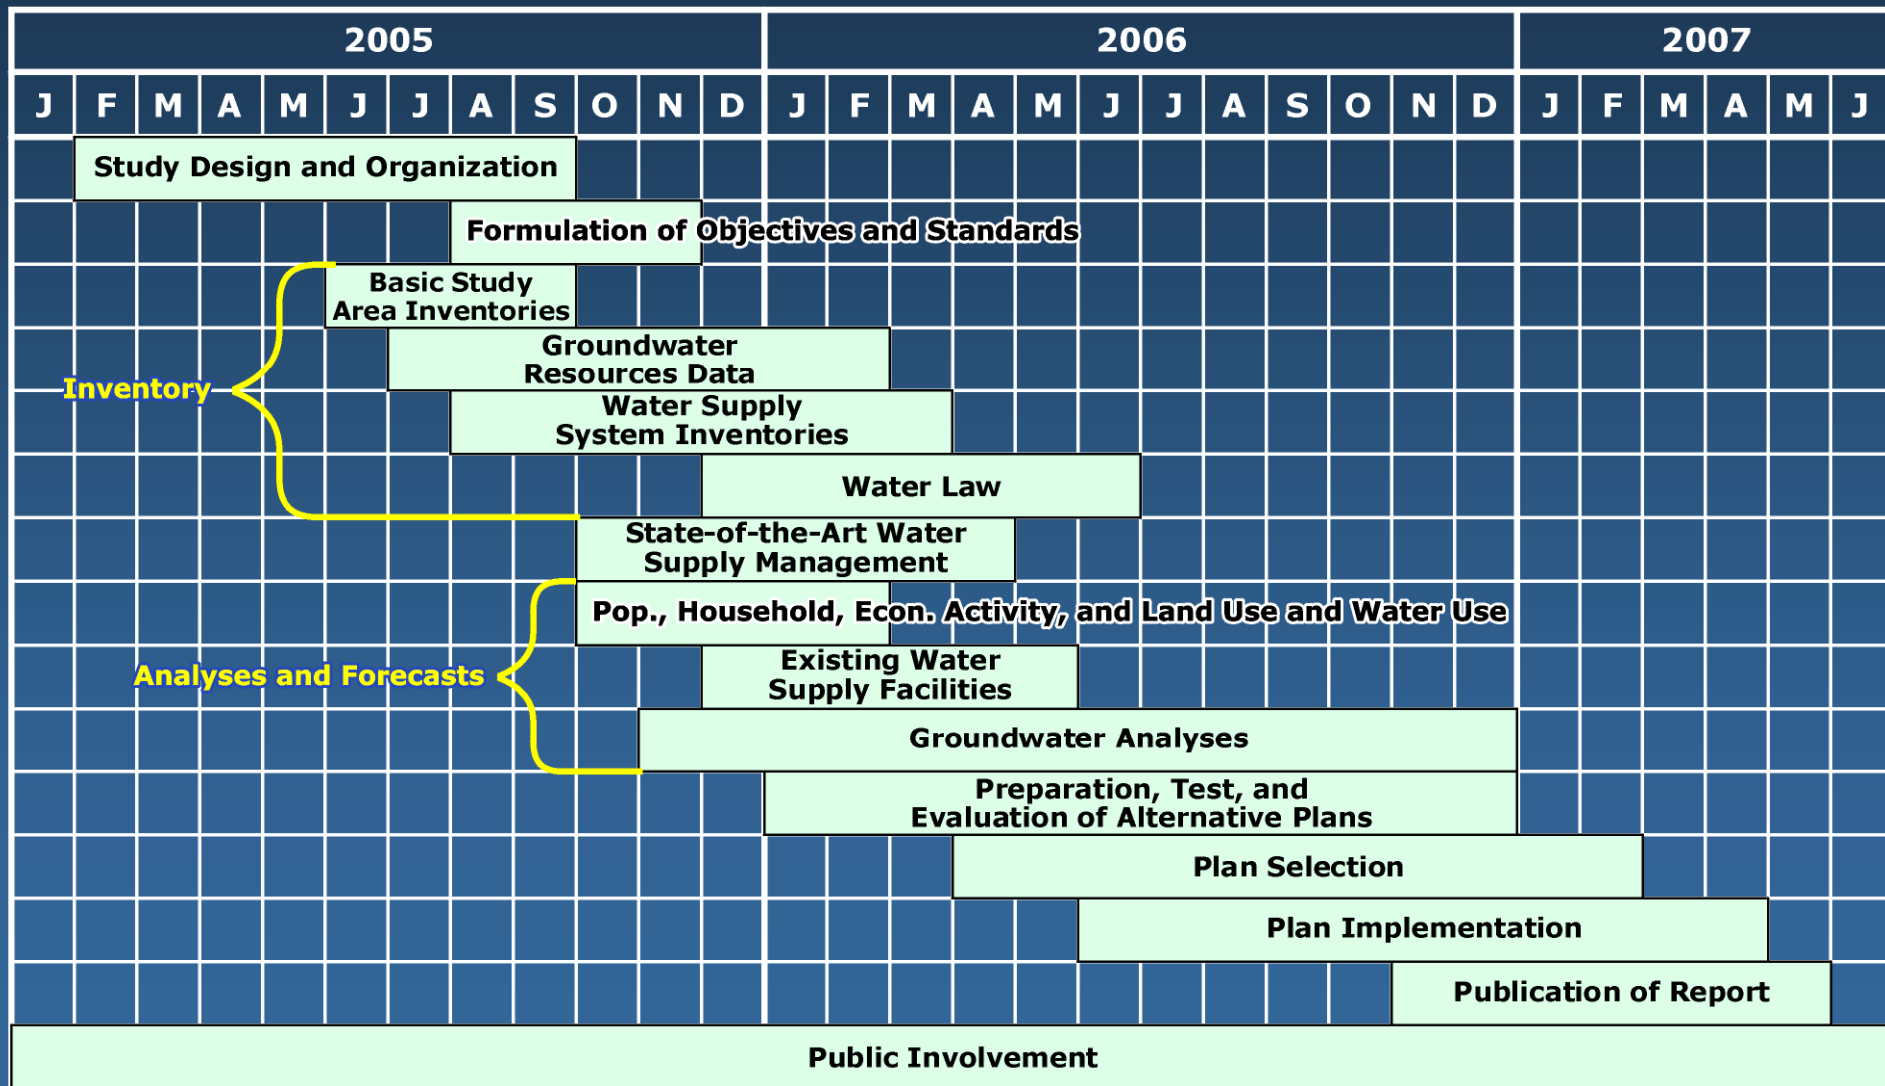 2005 2006 2007
J F M A M J J A S O N D J F M A M J J A S O N D J F M A M J
Study Design and Organization
Formulation of Objectives and Standards
Basic Study
Area Inventories
Groundwater
Resources Data
Inventory
Water Supply
System Inventories
Water Law
State-of-the-Art Water
Supply Management
Pop., Household, Econ. Activity, and Land Use and Water Use
Existing Water
Supply Facilities
Analyses and Forecasts
Groundwater Analyses
Preparation, Test, and
Evaluation of Alternative Plans
Plan Selection
Plan Implementation
Publication of Report
Public Involvement